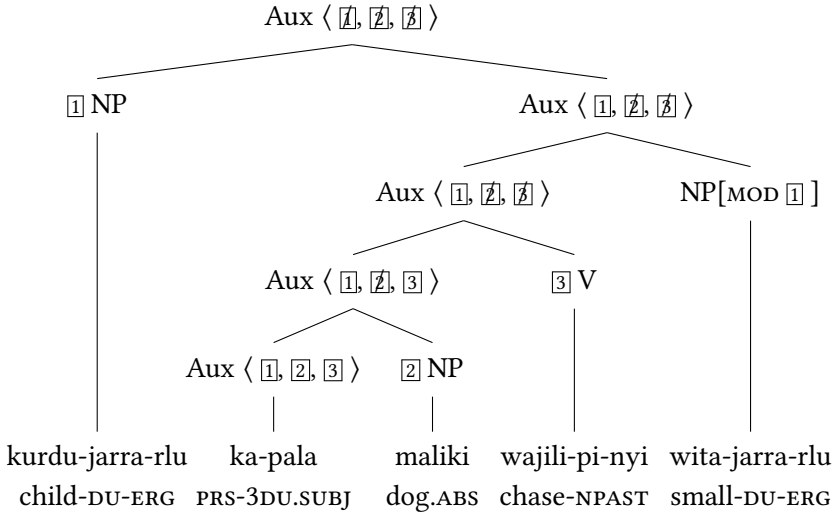 Aux ⟨ 1̸, 2̸, 3̸ ⟩
1 NP Aux ⟨ 1, 2̸, 3̸ ⟩
Aux ⟨ 1, 2̸, 3̸ ⟩ NP[MOD 1 ]
Aux ⟨ 1, 2̸, 3 ⟩ 3 V
Aux ⟨ 1, 2, 3 ⟩ 2 NP
kurdu-jarra-rlu ka-pala maliki wajili-pi-nyi wita-jarra-rlu
child-DU-ERG PRS-3DU.SUBJ dog.ABS chase-NPAST small-DU-ERG